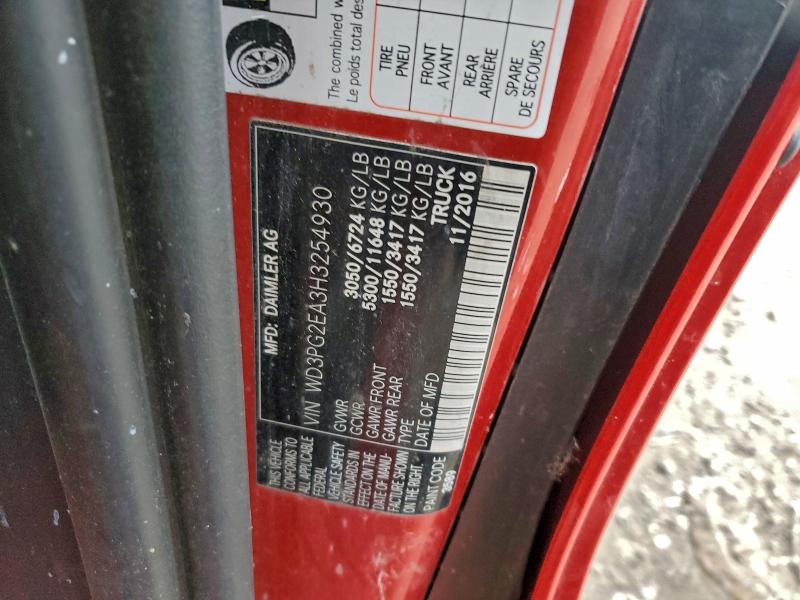 The combined w
Le poids total des
TIRE
PNEU
FRONT
AVANT
REAR
ARRIÈRE
SPARE
DE SECOURS
MFD: DAIMLER AG
VIN WD3PG2EA3H3254930
GVWR 3050/6724 KG/LB
GCWR 5300/11648 KG/LB
GAWR FRONT 1550/3417 KG/LB
GAWR REAR 1550/3417 KG/LB
TYPE TRUCK
DATE OF MFD 11/2016
THIS VEHICLE
CONFORMS TO
ALL APPLICABLE
FEDERAL
VEHICLE SAFETY
STANDARDS IN
EFFECT ON THE
DATE OF MANU-
FACTURE SHOWN
ON THE RIGHT.
PAINT CODE
3589